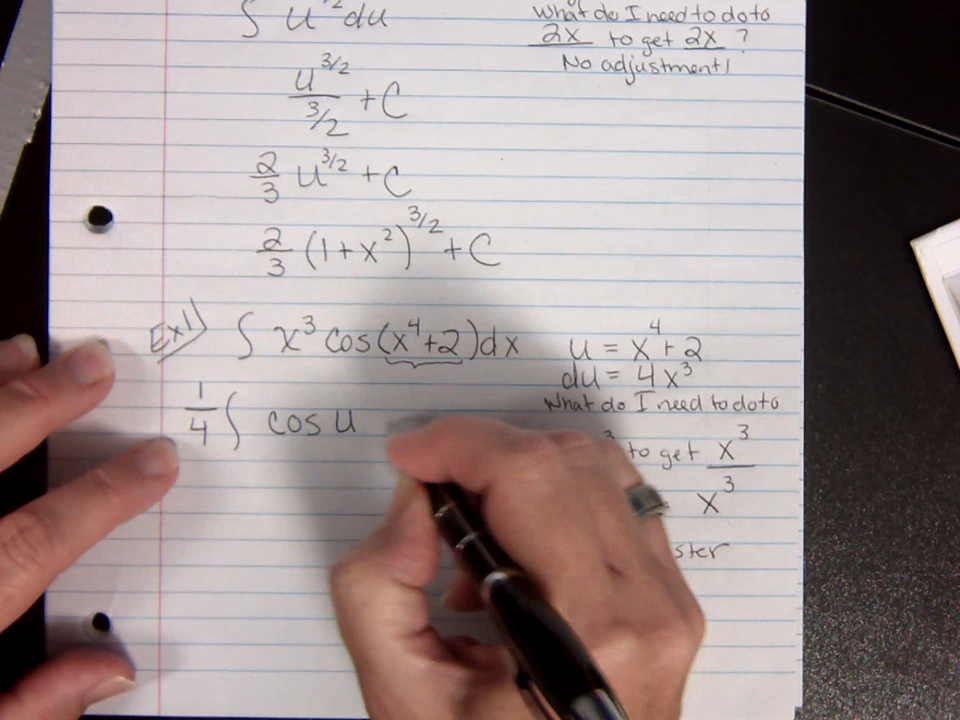 ∫ u du
What do I need to do to
2x to get 2x ?
No adjustment!
u^(3/2) / (3/2) + C
2/3 u^(3/2) + C
2/3 (1+x^2)^(3/2) + C
Ex1 ∫ x^3 cos(x^4+2)dx
u = x^4+2
du = 4x^3
What do I need to do to
to get x^3
x^3
1/4 ∫ cos u